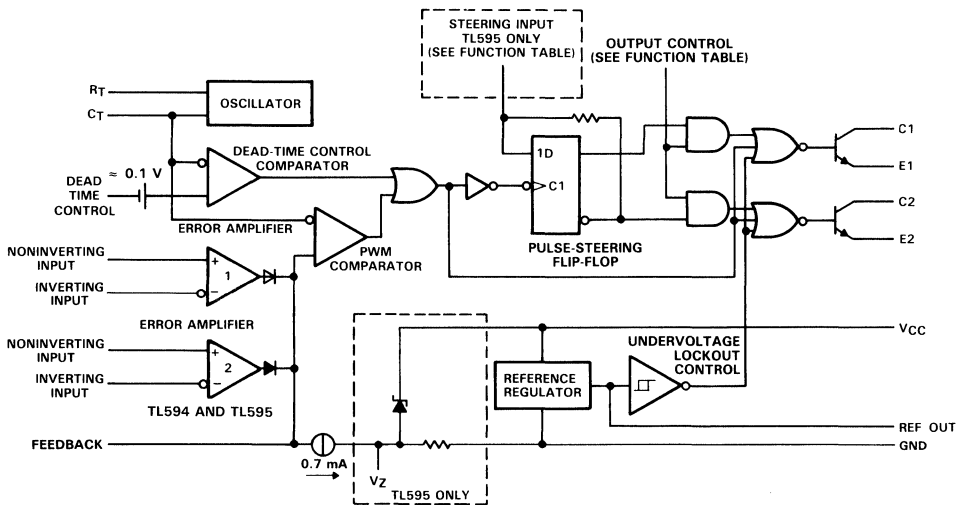 STEERING INPUT
TL595 ONLY
(SEE FUNCTION TABLE)
OUTPUT CONTROL
(SEE FUNCTION TABLE)
RT
CT
OSCILLATOR
DEAD-TIME CONTROL
COMPARATOR
≈ 0.1 V
DEAD
TIME
CONTROL
1D
C1
C1
E1
C2
E2
ERROR AMPLIFIER
PWM
COMPARATOR
PULSE-STEERING
FLIP-FLOP
NONINVERTING
INPUT
INVERTING
INPUT
+
1
−
ERROR AMPLIFIER
NONINVERTING
INPUT
INVERTING
INPUT
+
2
−
TL594 AND TL595
VCC
UNDERVOLTAGE
LOCKOUT
CONTROL
REFERENCE
REGULATOR
REF OUT
FEEDBACK
GND
0.7 mA
VZ
TL595 ONLY